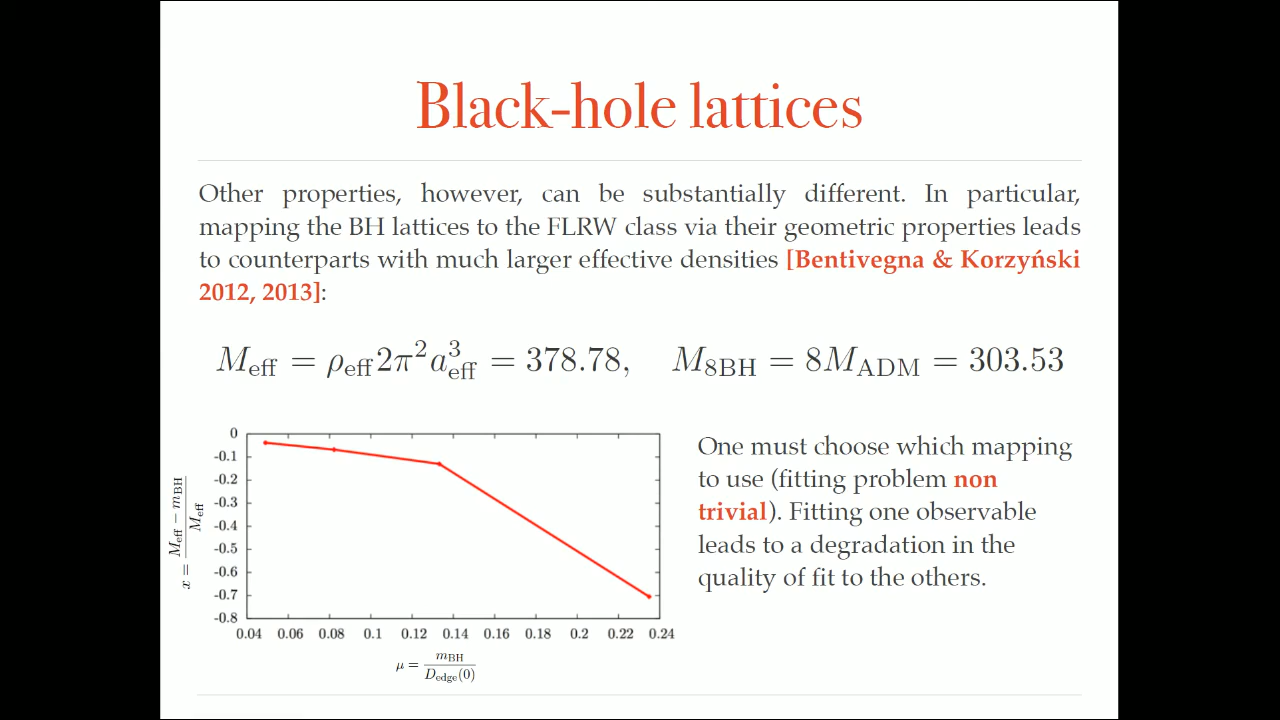 Black-hole lattices
Other properties, however, can be substantially different. In particular,
mapping the BH lattices to the FLRW class via their geometric properties leads
to counterparts with much larger effective densities [Bentivegna & Korzyński
2012, 2013]:
M_eff = ρ_eff 2π² a³_eff = 378.78, M_8BH = 8M_ADM = 303.53
One must choose which mapping
to use (fitting problem non
trivial). Fitting one observable
leads to a degradation in the
quality of fit to the others.
0
-0.1
-0.2
-0.3
-0.4
-0.5
-0.6
-0.7
-0.8
x = (M_eff − m_BH) / M_eff
0.04 0.06 0.08 0.1 0.12 0.14 0.16 0.18 0.2 0.22 0.24
μ = m_BH / D_edge(0)